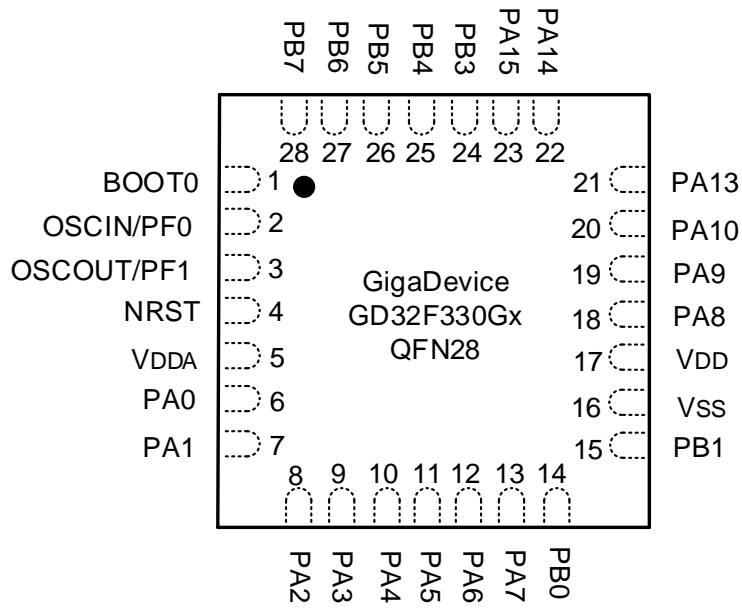 PB7 PB6 PB5 PB4 PB3 PA15 PA14
28 27 26 25 24 23 22
BOOT0 1
OSCIN/PF0 2
OSCOUT/PF1 3
NRST 4
VDDA 5
PA0 6
PA1 7
GigaDevice
GD32F330Gx
QFN28
21 PA13
20 PA10
19 PA9
18 PA8
17 VDD
16 VSS
15 PB1
8 9 10 11 12 13 14
PA2 PA3 PA4 PA5 PA6 PA7 PB0